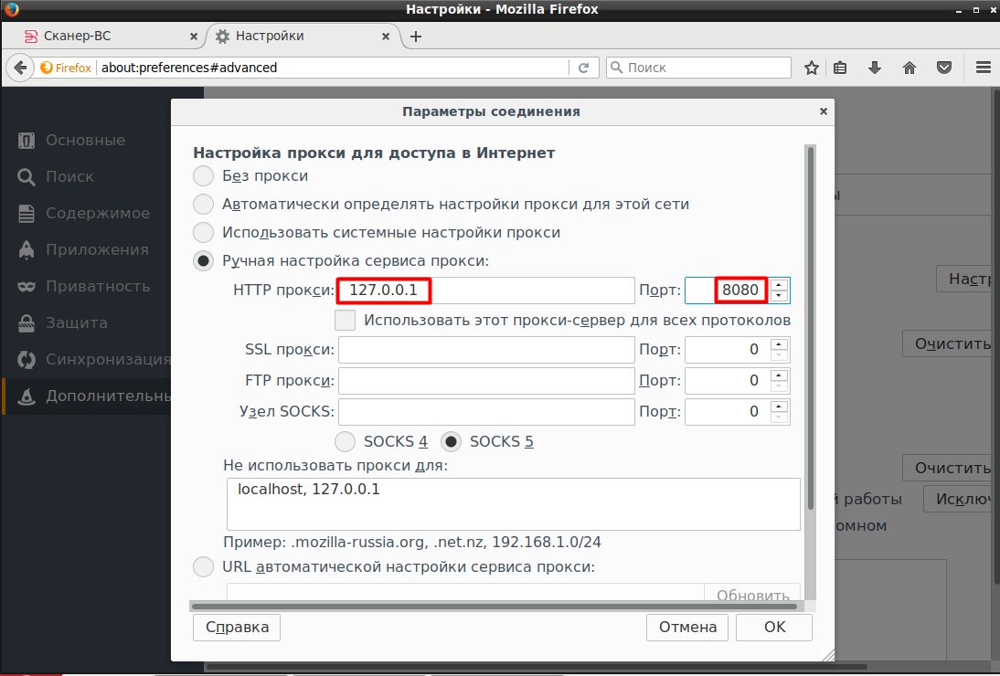 Настройки - Mozilla Firefox
Сканер-ВС
Настройки
Firefox
about:preferences#advanced
Поиск
Основные
Поиск
Содержимое
Приложения
Приватность
Защита
Синхронизация
Дополнительны
Параметры соединения
Настройка прокси для доступа в Интернет
Без прокси
Автоматически определять настройки прокси для этой сети
Использовать системные настройки прокси
Ручная настройка сервиса прокси:
HTTP прокси: 127.0.0.1 Порт: 8080
Использовать этот прокси-сервер для всех протоколов
SSL прокси: Порт: 0
FTP прокси: Порт: 0
Узел SOCKS: Порт: 0
SOCKS 4 SOCKS 5
Не использовать прокси для:
localhost, 127.0.0.1
Пример: .mozilla-russia.org, .net.nz, 192.168.1.0/24
URL автоматической настройки сервиса прокси:
Обновить
Справка
Отмена
OK
ы
Настр
Очистить
Очистить
й работы
Исключ
омном